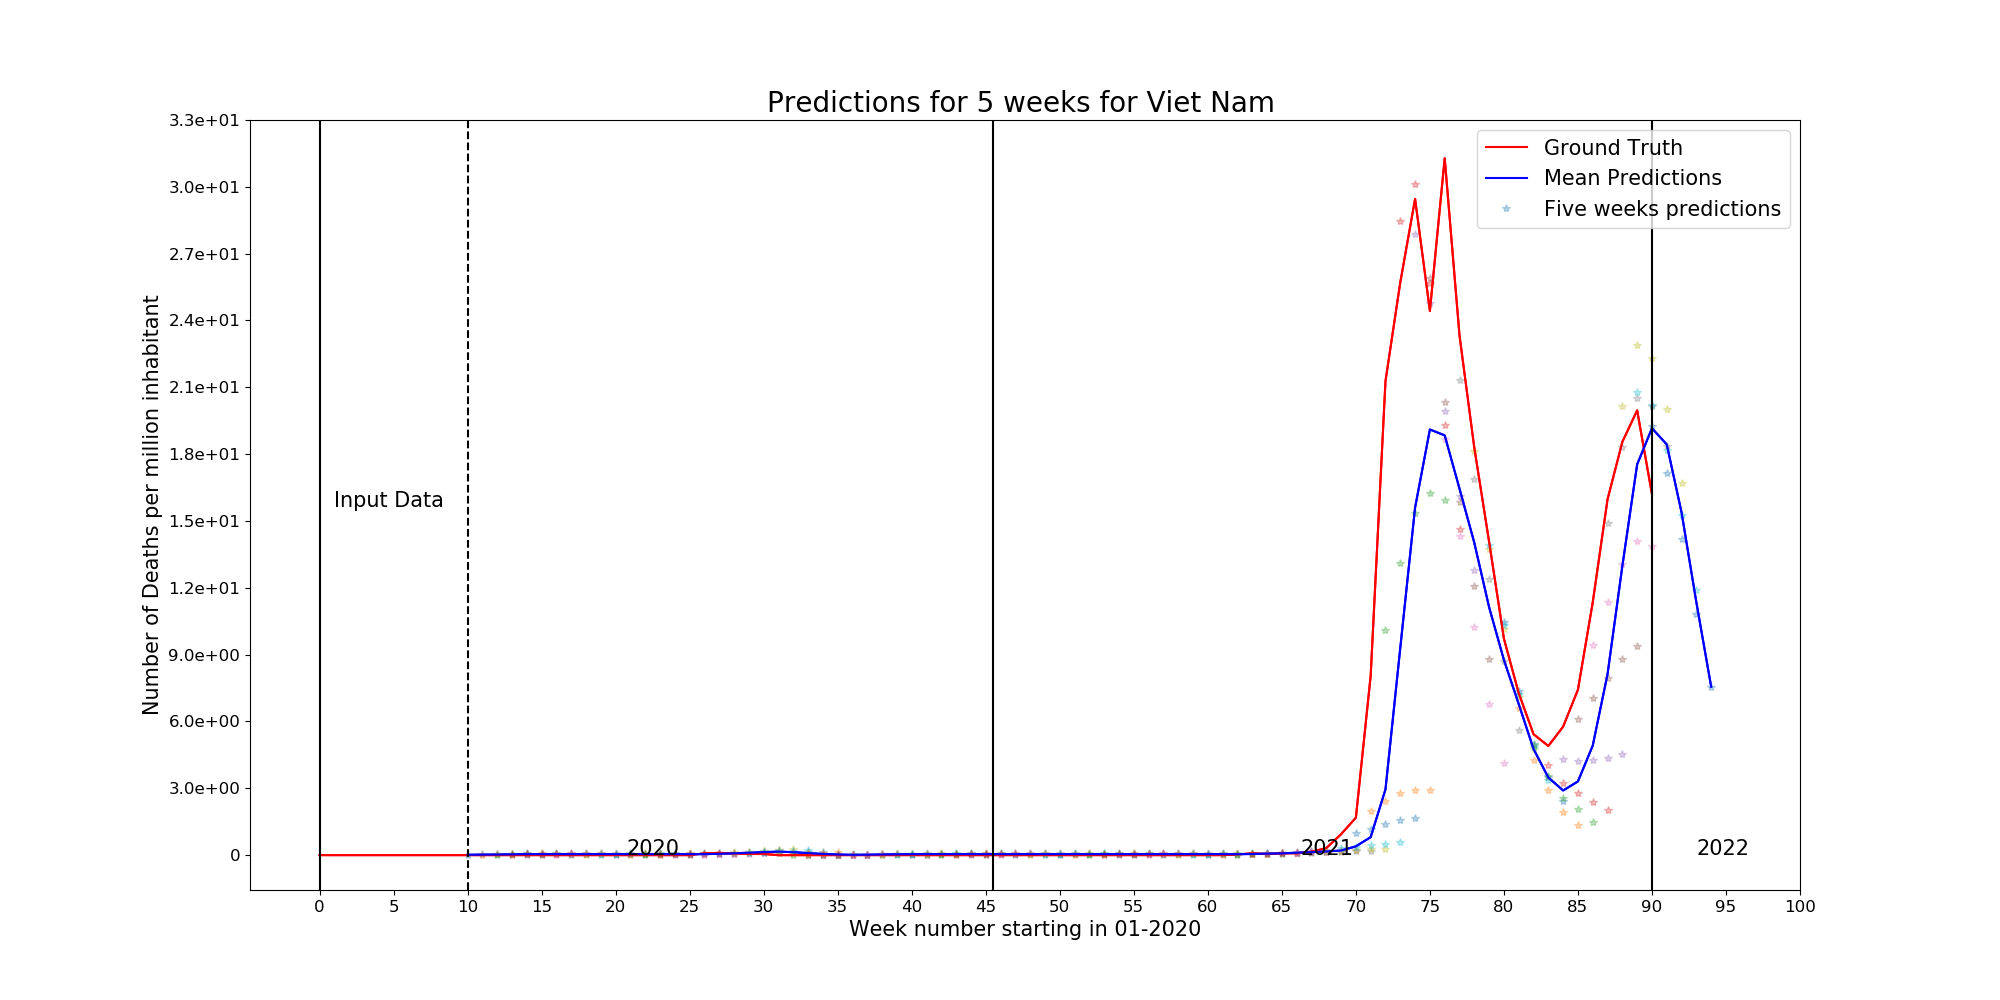 Predictions for 5 weeks for Viet Nam
3.3e+01
3.0e+01
2.7e+01
2.4e+01
2.1e+01
1.8e+01
1.5e+01
1.2e+01
9.0e+00
6.0e+00
3.0e+00
0
Number of Deaths per million inhabitant
Ground Truth
Mean Predictions
Five weeks predictions
Input Data
2020
2021
2022
0 5 10 15 20 25 30 35 40 45 50 55 60 65 70 75 80 85 90 95 100
Week number starting in 01-2020